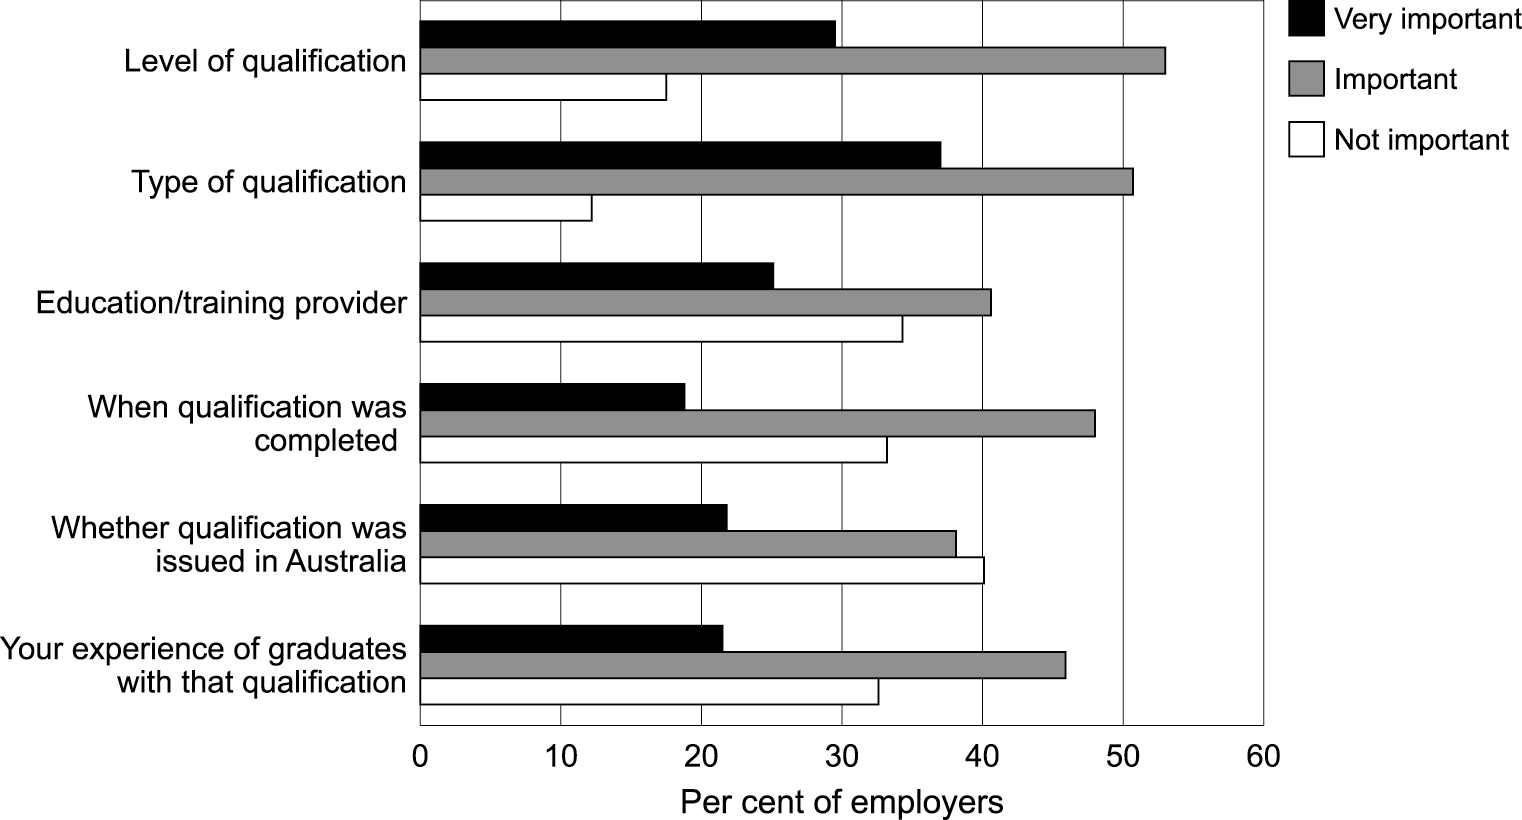 Very important
Important
Not important
Level of qualification
Type of qualification
Education/training provider
When qualification was
completed
Whether qualification was
issued in Australia
Your experience of graduates
with that qualification
0 10 20 30 40 50 60
Per cent of employers